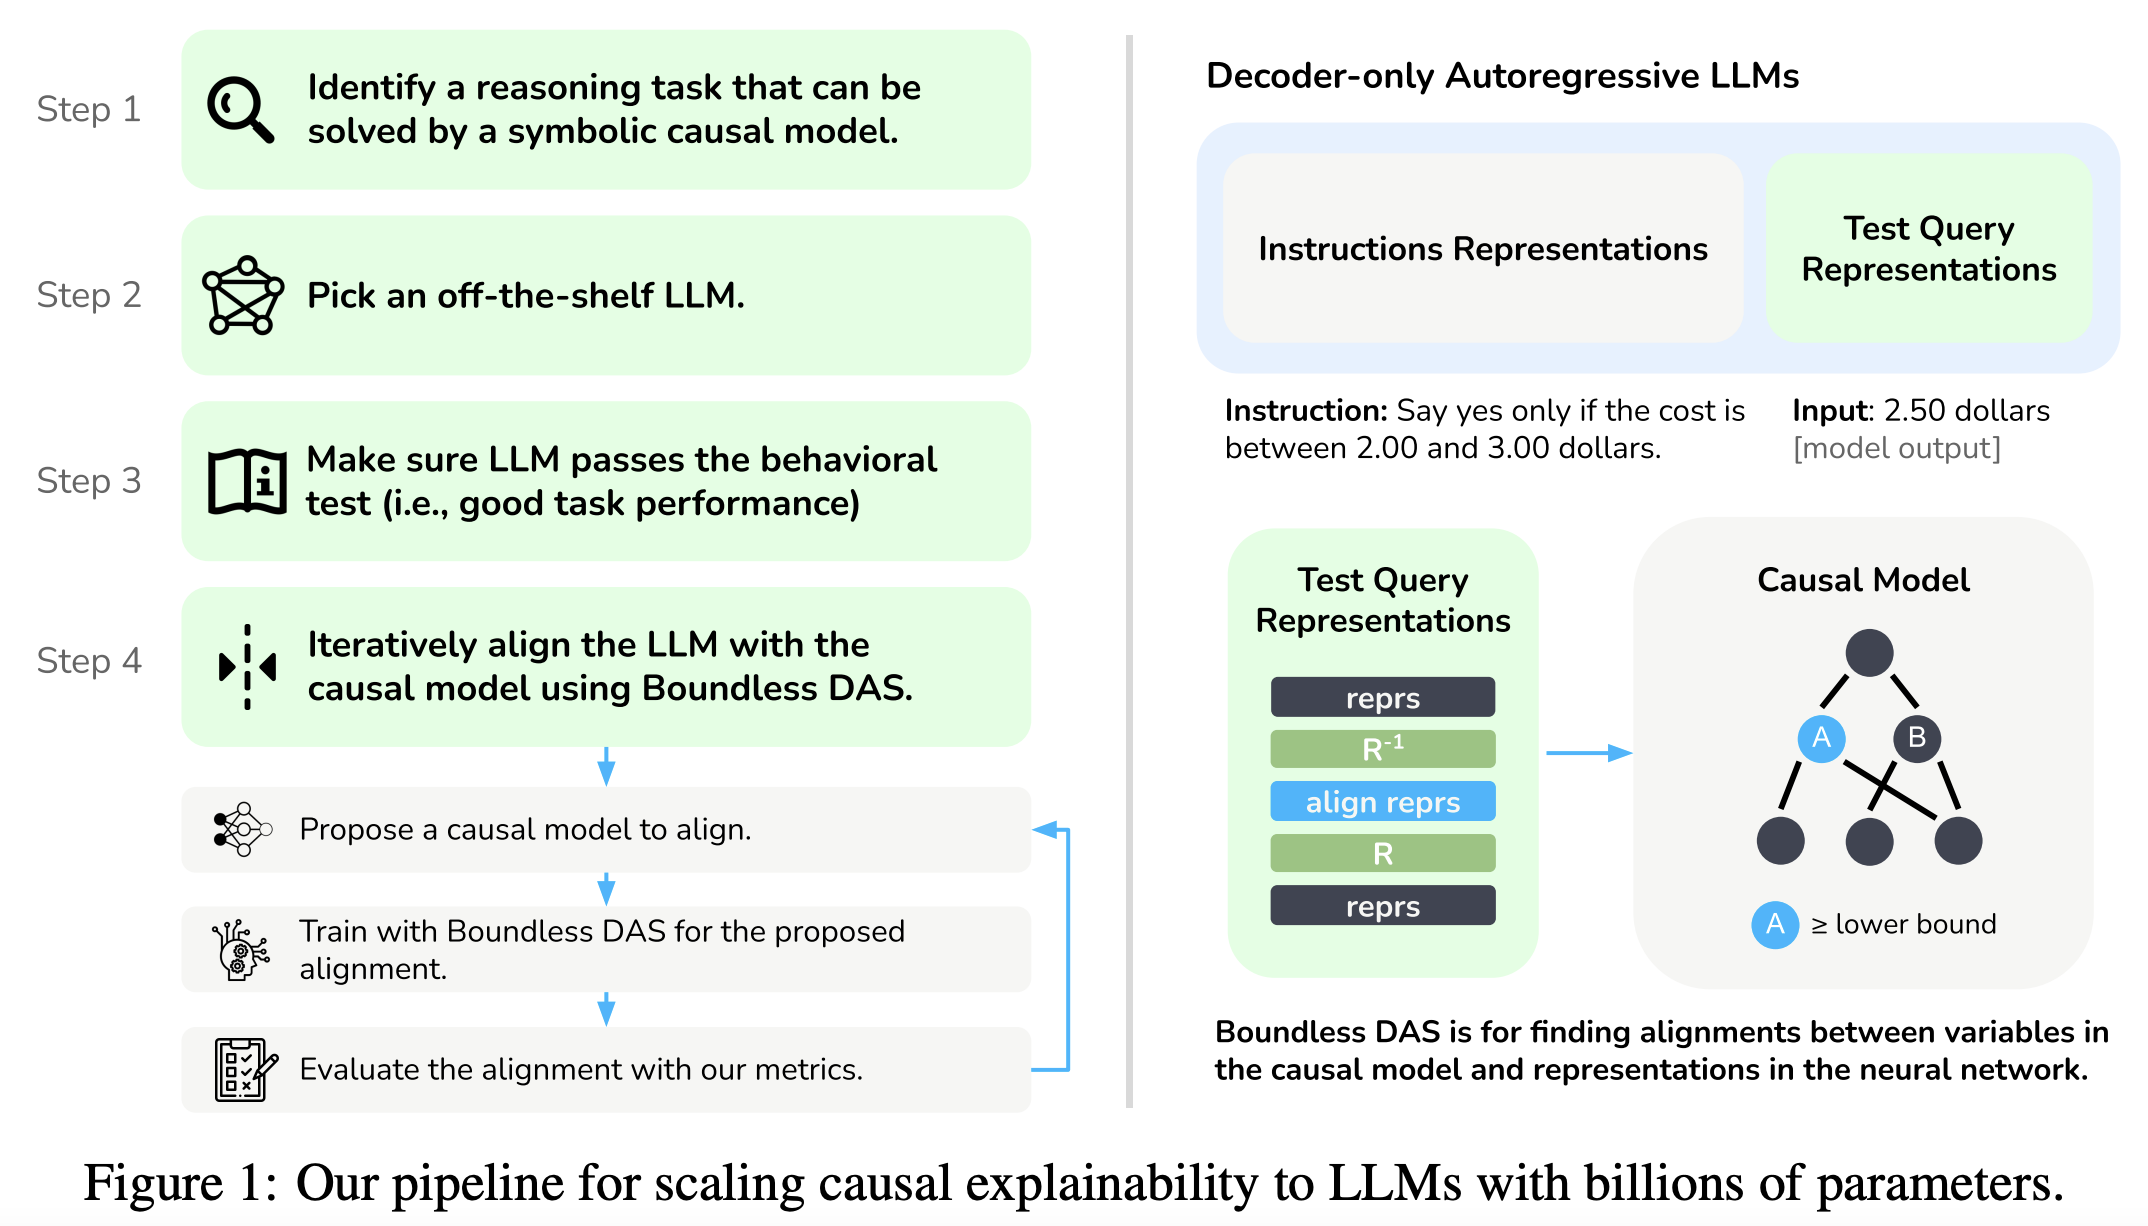 Step 1
Identify a reasoning task that can be
solved by a symbolic causal model.
Step 2
Pick an off-the-shelf LLM.
Step 3
Make sure LLM passes the behavioral
test (i.e., good task performance)
Step 4
Iteratively align the LLM with the
causal model using Boundless DAS.
Propose a causal model to align.
Train with Boundless DAS for the proposed
alignment.
Evaluate the alignment with our metrics.
Decoder-only Autoregressive LLMs
Instructions Representations
Test Query
Representations
Instruction: Say yes only if the cost is
between 2.00 and 3.00 dollars.
Input: 2.50 dollars
[model output]
Test Query
Representations
reprs
R⁻¹
align reprs
R
reprs
Causal Model
A
B
A ≥ lower bound
Boundless DAS is for finding alignments between variables in
the causal model and representations in the neural network.
Figure 1: Our pipeline for scaling causal explainability to LLMs with billions of parameters.